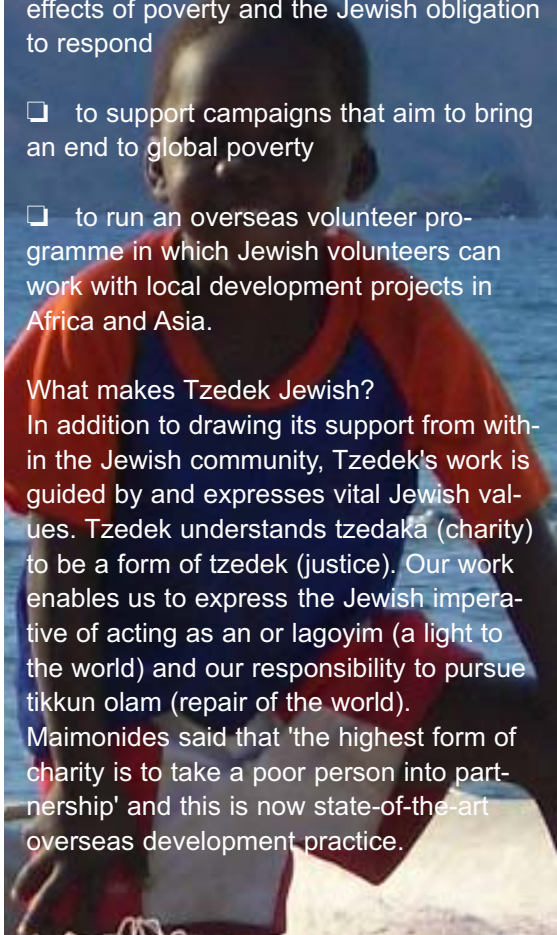 effects of poverty and the Jewish obligation
to respond
❏ to support campaigns that aim to bring
an end to global poverty
❏ to run an overseas volunteer pro-
gramme in which Jewish volunteers can
work with local development projects in
Africa and Asia.
What makes Tzedek Jewish?
In addition to drawing its support from with-
in the Jewish community, Tzedek's work is
guided by and expresses vital Jewish val-
ues. Tzedek understands tzedaka (charity)
to be a form of tzedek (justice). Our work
enables us to express the Jewish impera-
tive of acting as an or lagoyim (a light to
the world) and our responsibility to pursue
tikkun olam (repair of the world).
Maimonides said that 'the highest form of
charity is to take a poor person into part-
nership' and this is now state-of-the-art
overseas development practice.